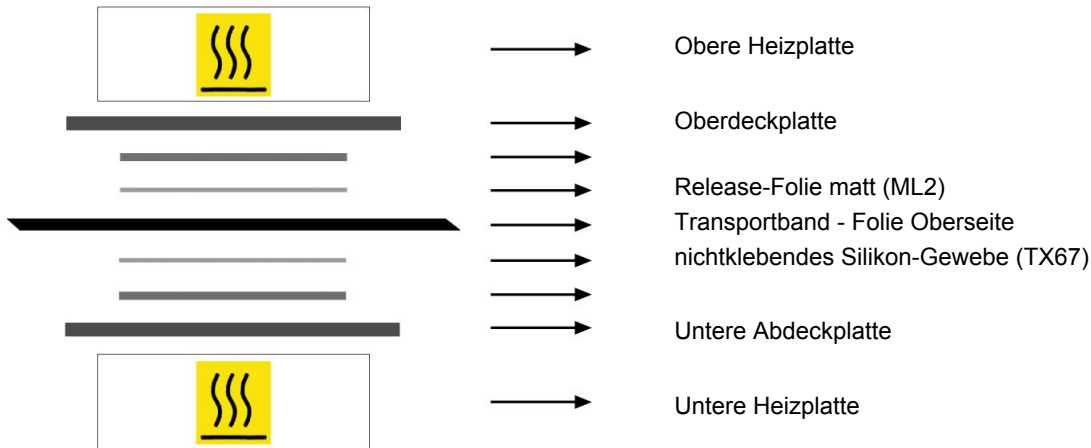 Obere Heizplatte
Oberdeckplatte
Release-Folie matt (ML2)
Transportband - Folie Oberseite
nichtklebendes Silikon-Gewebe (TX67)
Untere Abdeckplatte
Untere Heizplatte